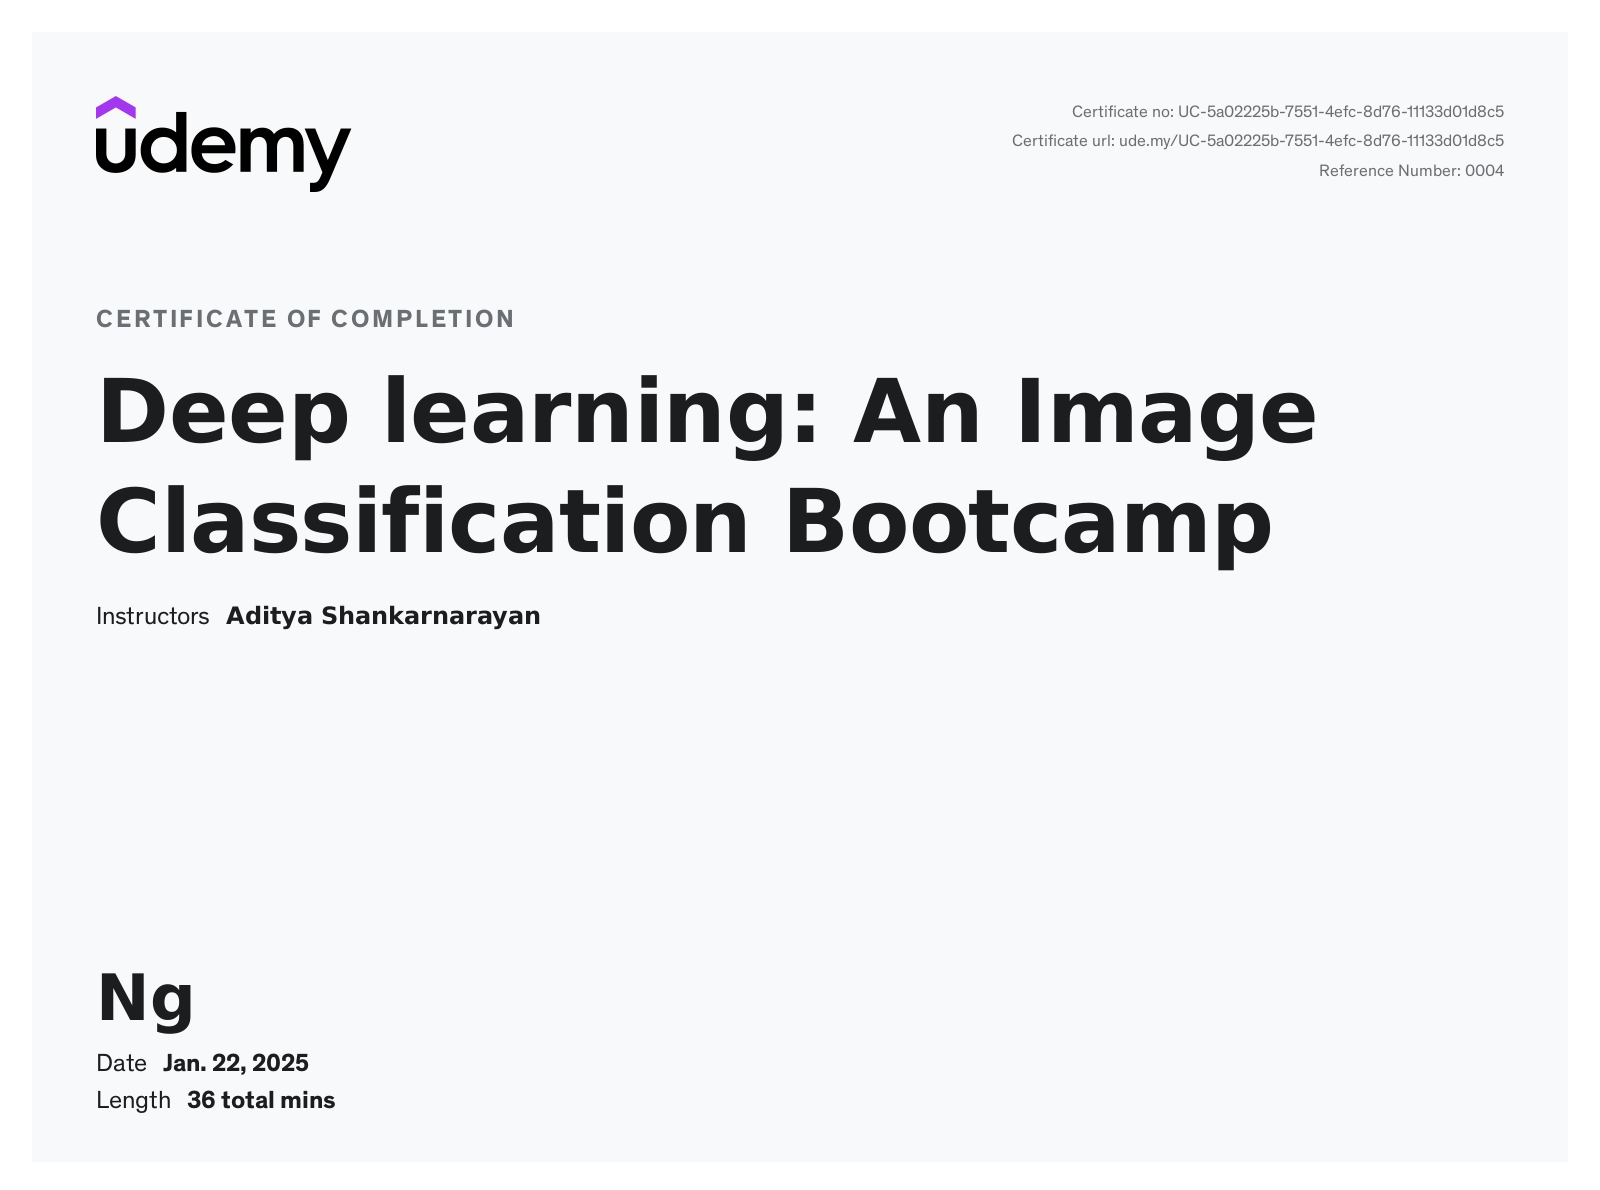 udemy
Certificate no: UC-5a02225b-7551-4efc-8d76-11133d01d8c5
Certificate url: ude.my/UC-5a02225b-7551-4efc-8d76-11133d01d8c5
Reference Number: 0004
CERTIFICATE OF COMPLETION
Deep learning: An Image
Classification Bootcamp
Instructors Aditya Shankarnarayan
Ng
Date Jan. 22, 2025
Length 36 total mins